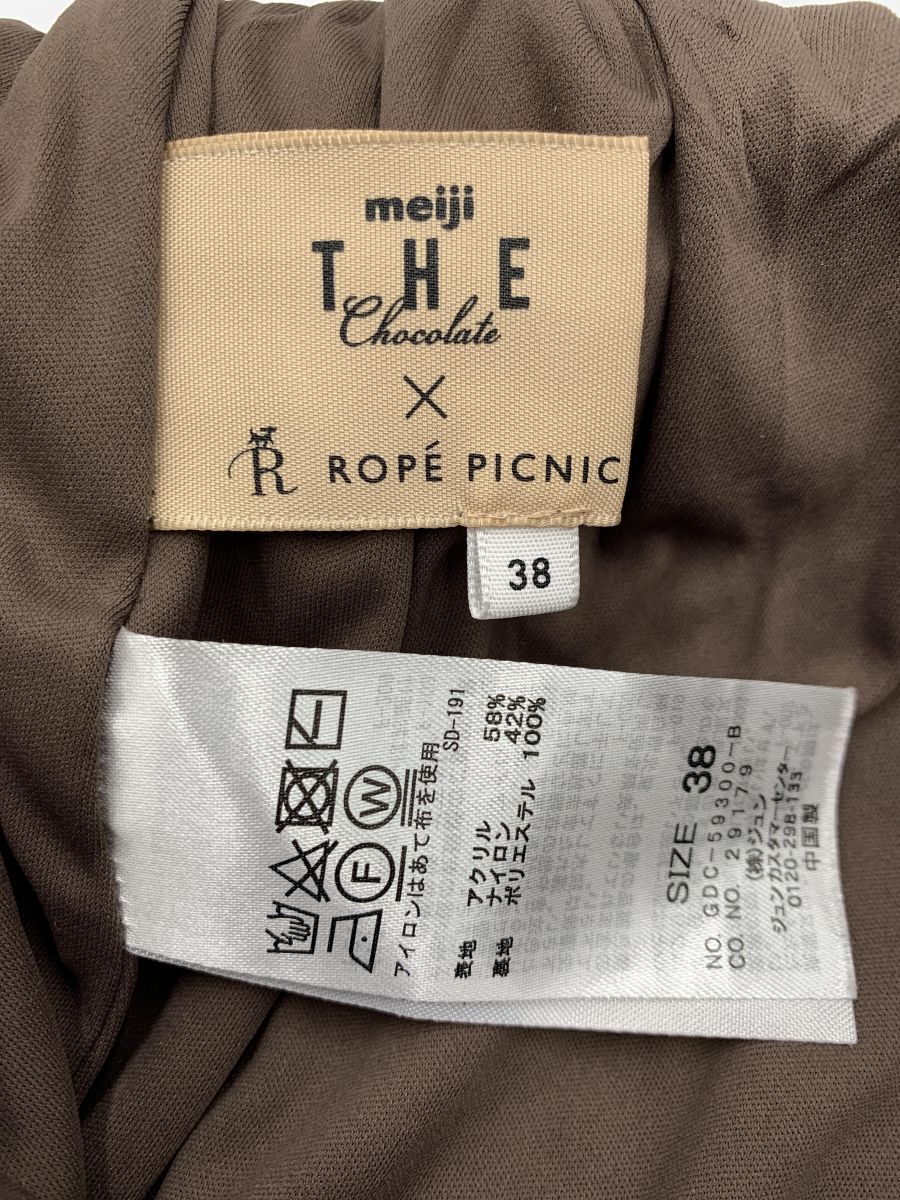 meiji
THE
Chocolate
×
R ROPÉ PICNIC
38
W
F
アイロンはあて布を使用
SD-191
表地 アクリル 58%
ナイロン 42%
裏地 ポリエステル 100%
SIZE 38
NO. GDC-59300-B
CO. NO. 29179
(株)ジュン
ジュンカスタマーセンター
0120-298-133
中国製